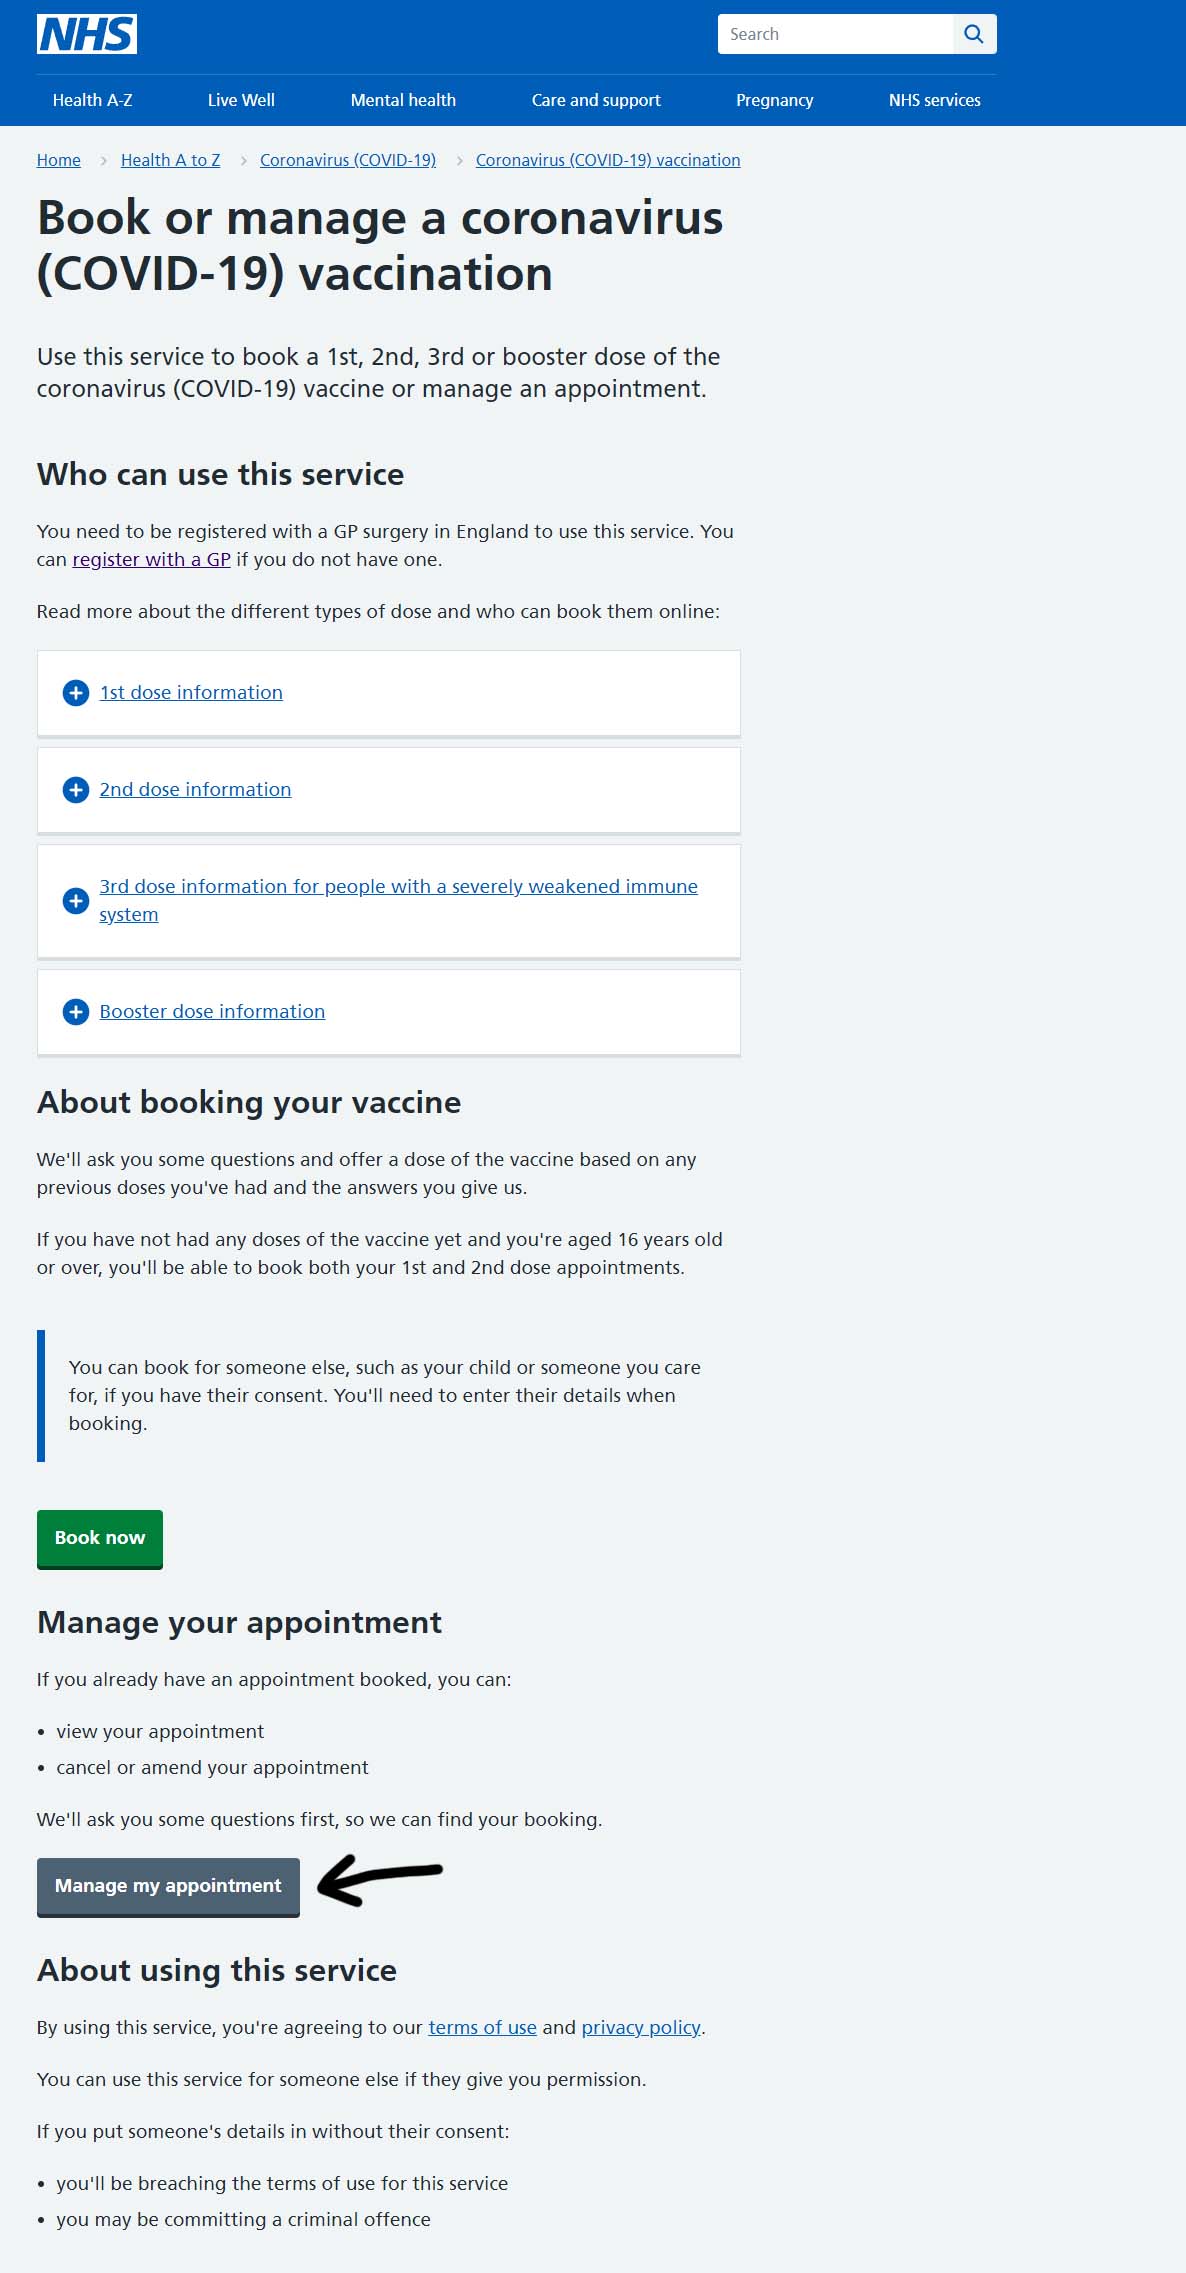 NHS
Search
Health A-Z
Live Well
Mental health
Care and support
Pregnancy
NHS services
Home
Health A to Z
Coronavirus (COVID-19)
Coronavirus (COVID-19) vaccination
Book or manage a coronavirus
(COVID-19) vaccination
Use this service to book a 1st, 2nd, 3rd or booster dose of the
coronavirus (COVID-19) vaccine or manage an appointment.
Who can use this service
You need to be registered with a GP surgery in England to use this service. You
can register with a GP if you do not have one.
Read more about the different types of dose and who can book them online:
1st dose information
2nd dose information
3rd dose information for people with a severely weakened immune
system
Booster dose information
About booking your vaccine
We'll ask you some questions and offer a dose of the vaccine based on any
previous doses you've had and the answers you give us.
If you have not had any doses of the vaccine yet and you're aged 16 years old
or over, you'll be able to book both your 1st and 2nd dose appointments.
You can book for someone else, such as your child or someone you care
for, if you have their consent. You'll need to enter their details when
booking.
Book now
Manage your appointment
If you already have an appointment booked, you can:
• view your appointment
• cancel or amend your appointment
We'll ask you some questions first, so we can find your booking.
Manage my appointment
About using this service
By using this service, you're agreeing to our terms of use and privacy policy.
You can use this service for someone else if they give you permission.
If you put someone's details in without their consent:
• you'll be breaching the terms of use for this service
• you may be committing a criminal offence